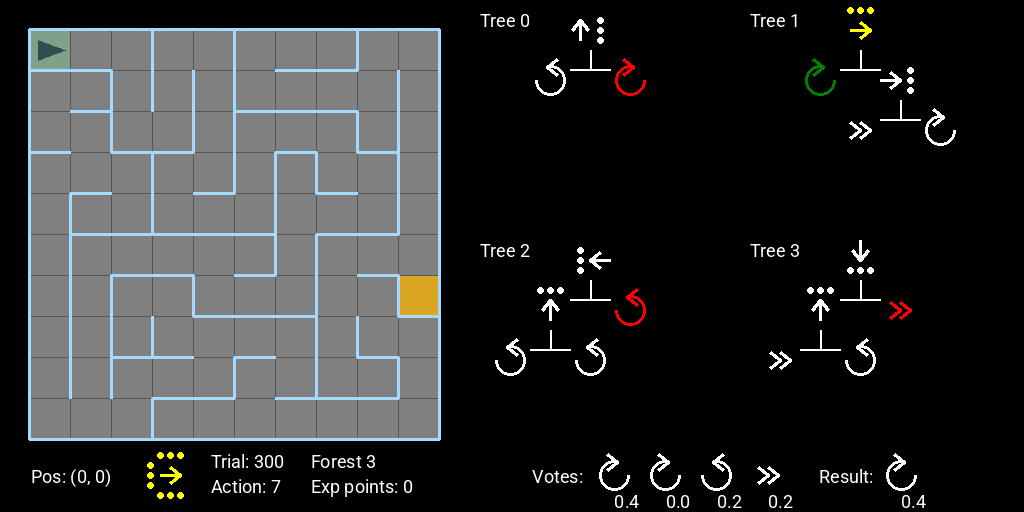 Tree 0
Tree 1
Tree 2
Tree 3
Pos: (0, 0)
Trial: 300
Forest 3
Action: 7
Exp points: 0
Votes:
0.4
0.0
0.2
0.2
Result:
0.4